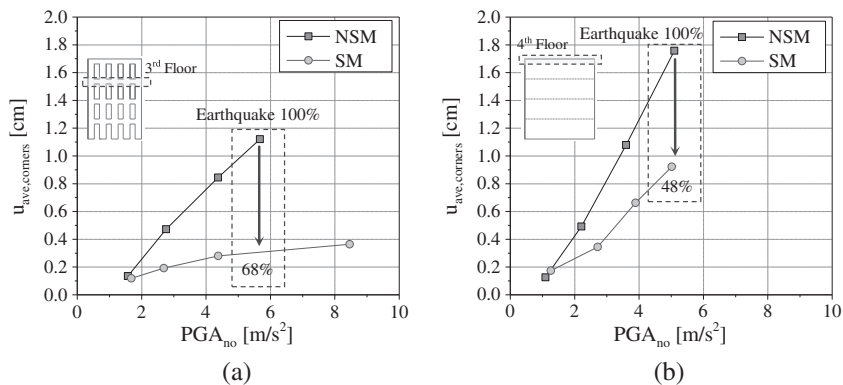 NSM
SM
3rd Floor
Earthquake 100%
68%
2.0
1.8
1.6
1.4
1.2
1.0
0.8
0.6
0.4
0.2
0.0
u_ave,corners [cm]
0 2 4 6 8 10
PGA_no [m/s²]
(a)
NSM
SM
4th Floor
Earthquake 100%
48%
2.0
1.8
1.6
1.4
1.2
1.0
0.8
0.6
0.4
0.2
0.0
u_ave,corners [cm]
0 2 4 6 8 10
PGA_no [m/s²]
(b)